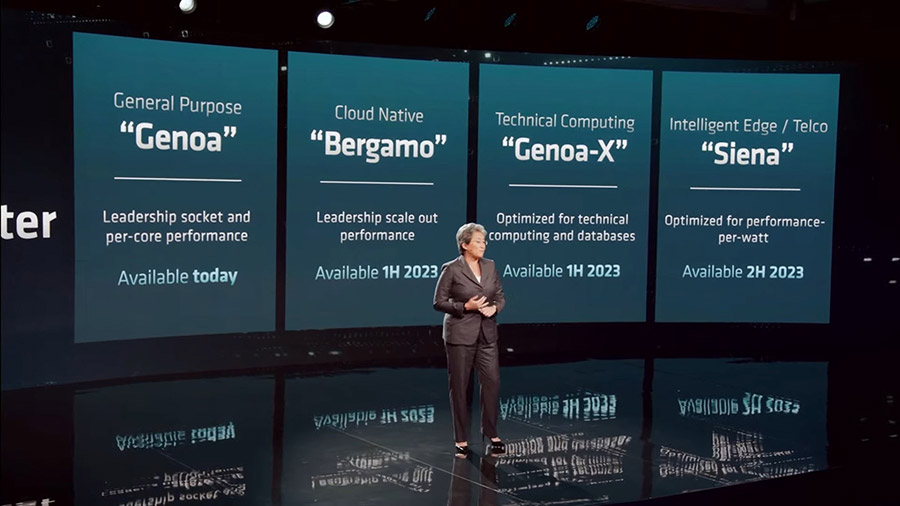 ter
General Purpose
“Genoa”
Leadership socket and
per-core performance
Available today
Cloud Native
“Bergamo”
Leadership scale out
performance
Available 1H 2023
Technical Computing
“Genoa-X”
Optimized for technical
computing and databases
Available 1H 2023
Intelligent Edge / Telco
“Siena”
Optimized for performance-
per-watt
Available 2H 2023